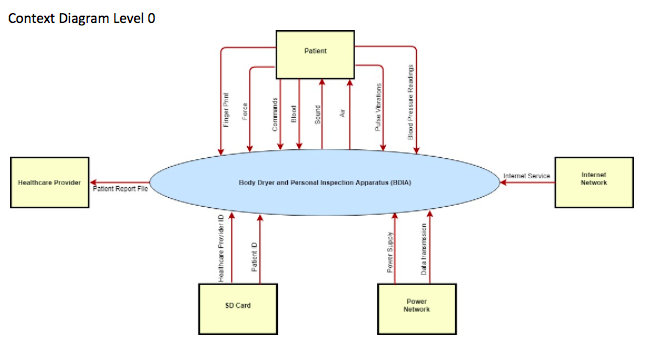 Context Diagram Level 0
Patient
Finger Print
Force
Commands
Blood
Sound
Air
Pulse Vibrations
Blood Pressure Readings
Healthcare Provider
Patient Report File
Body Dryer and Personal Inspection Apparatus (BDIA)
Internet Service
Internet
Network
Healthcare Provider ID
Patient ID
Power Supply
Data Transmission
SD Card
Power
Network